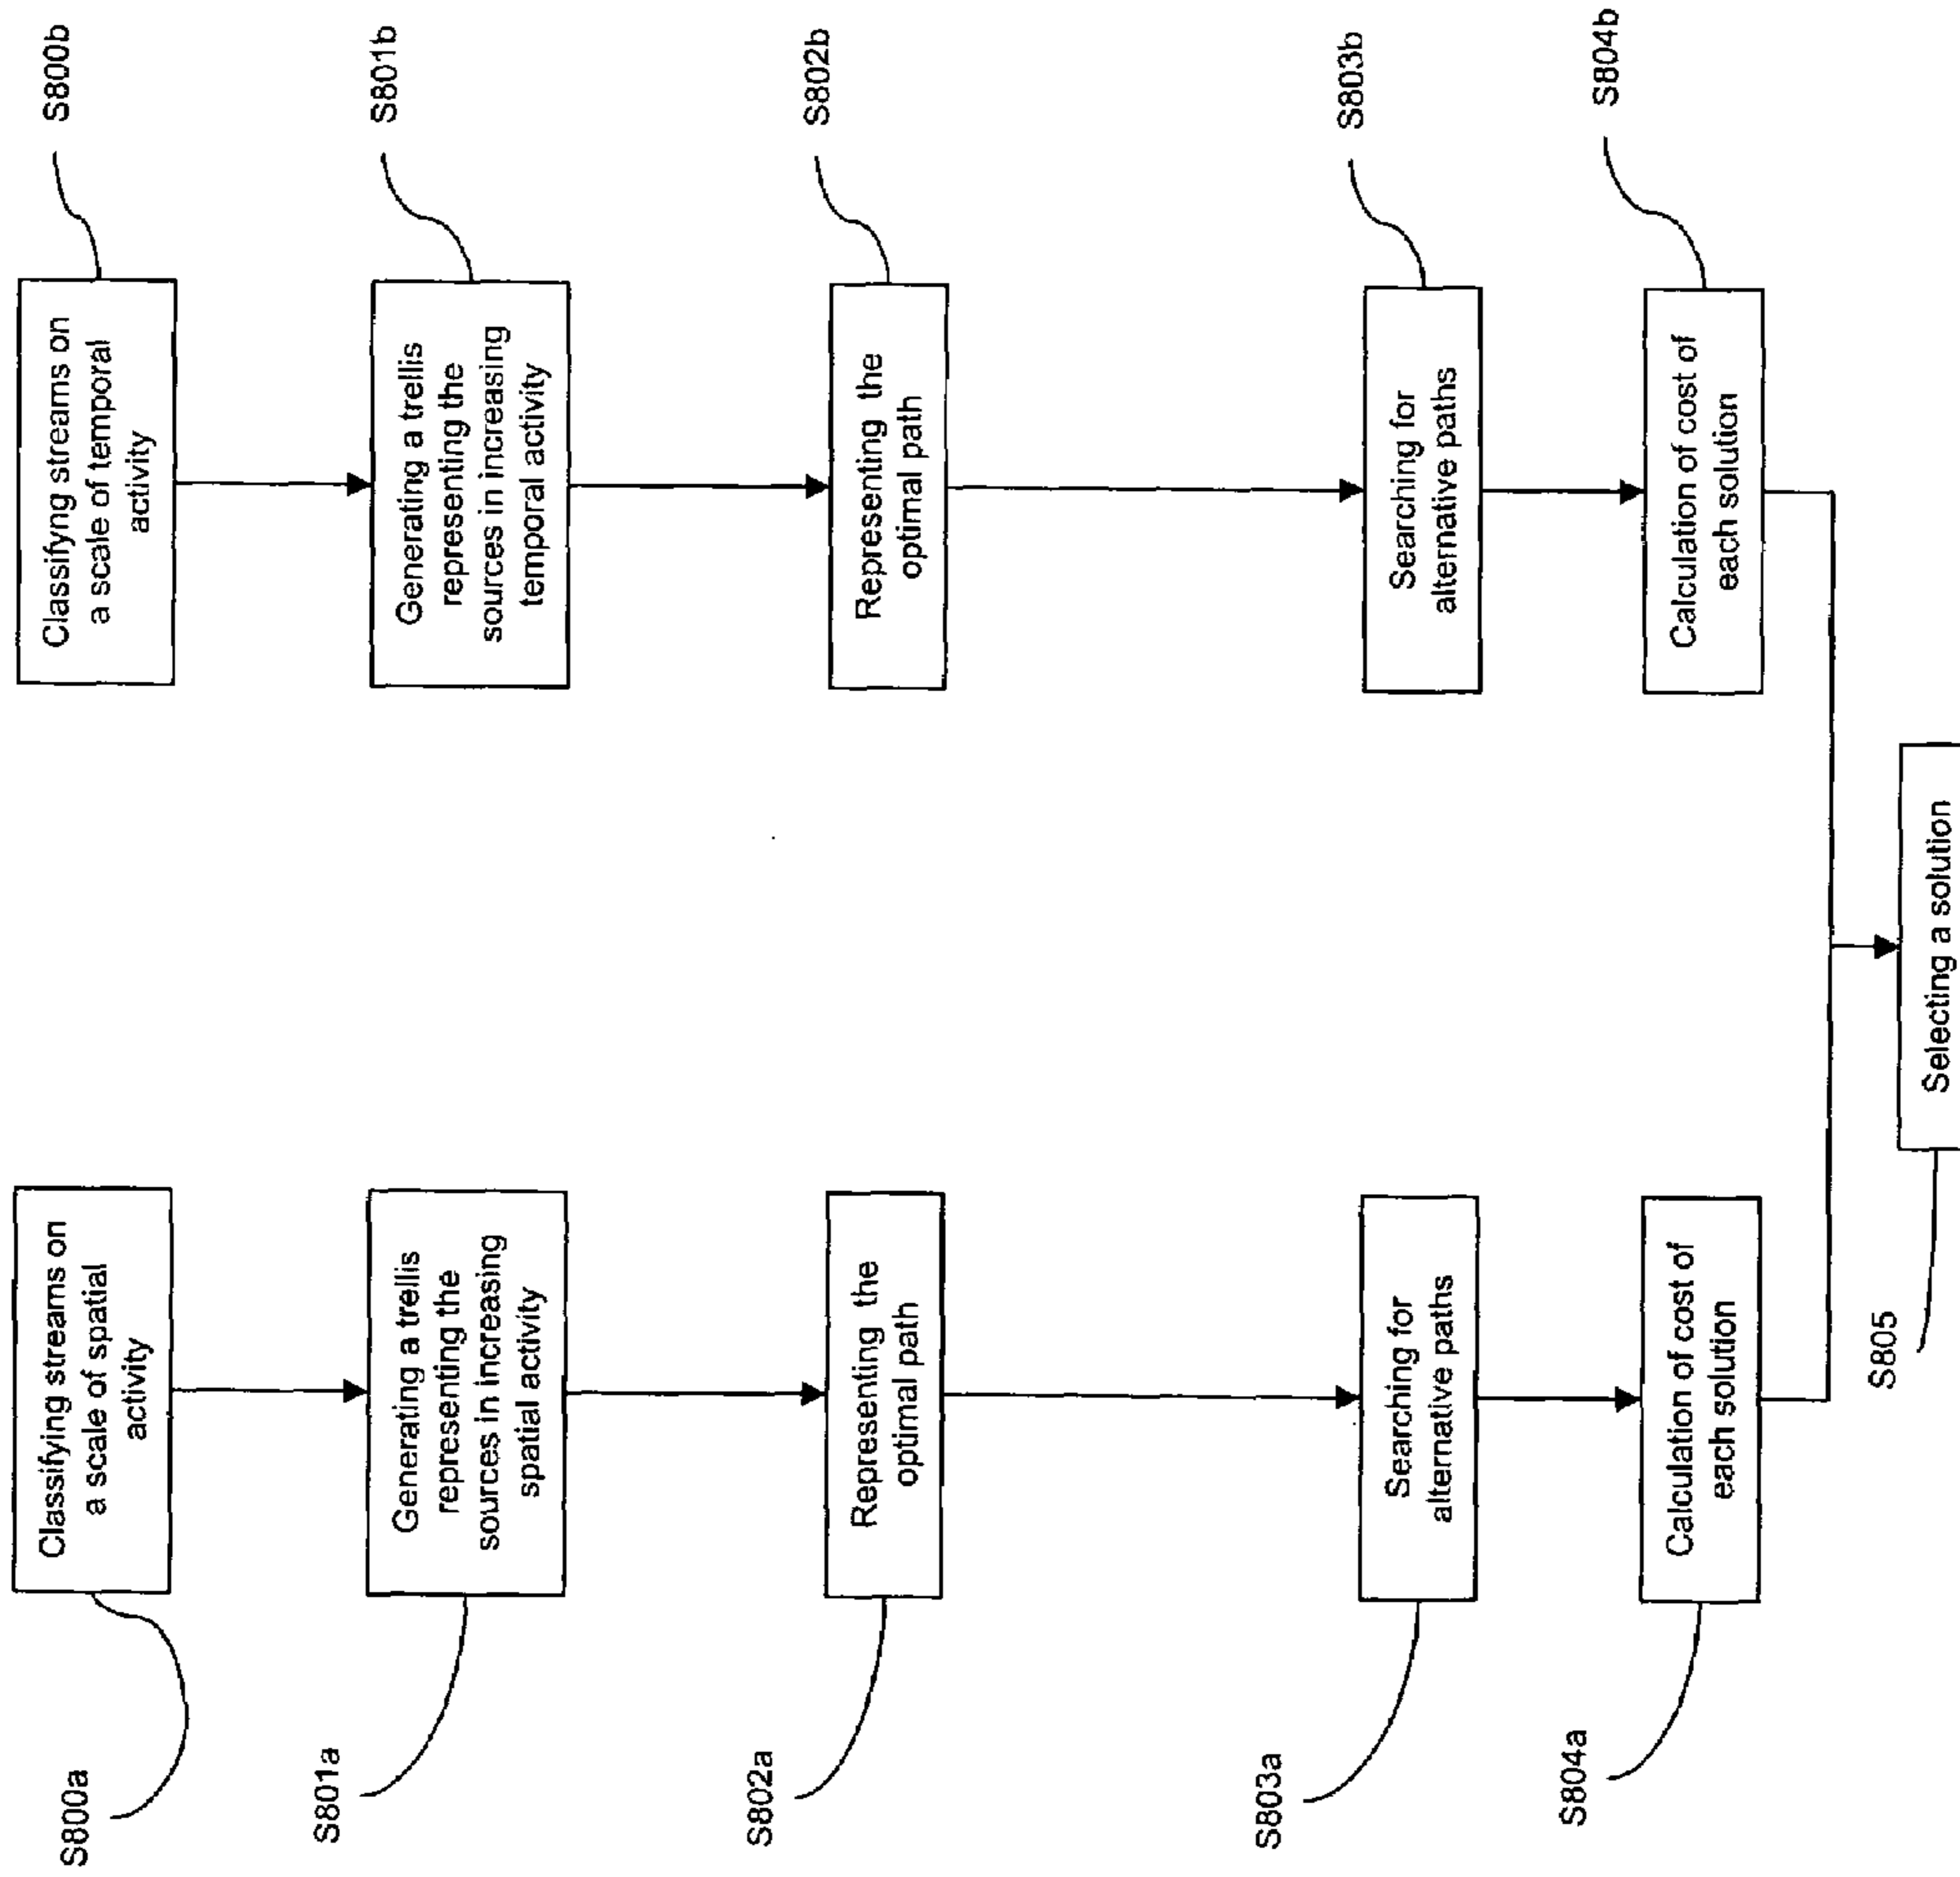 S800a
Classifying streams on
a scale of spatial
activity
S801a
Generating a trellis
representing the
sources in increasing
spatial activity
S802a
Representing the
optimal path
S803a
Searching for
alternative paths
S804a
Calculation of cost of
each solution
S800b
Classifyng streams on
a scale of temporal
activity
S801b
Generating a trellis
representing the
sources in increasing
temporal activity
S802b
Representing the
optimal path
S803b
Searching for
alternative paths
S804b
Calculation of cost of
each solution
S805
Selecting a solution